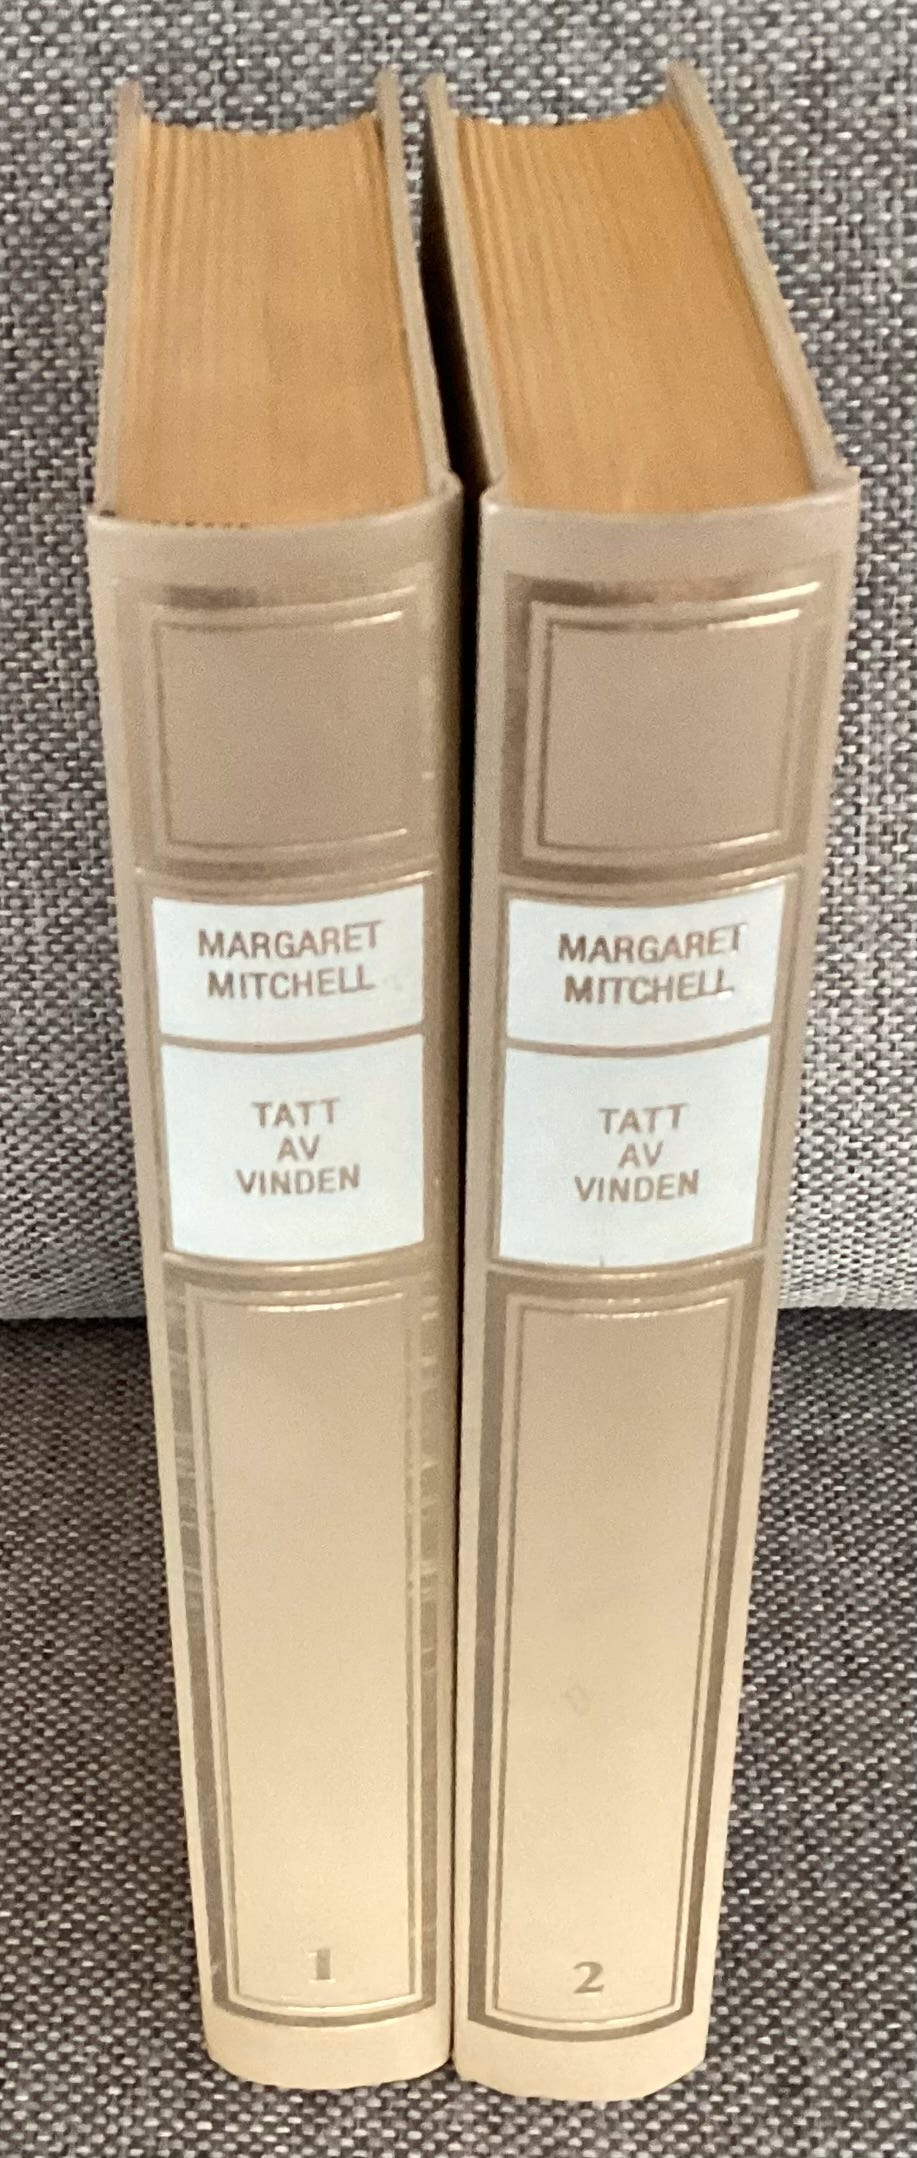 MARGARET
MITCHELL
TATT
AV
VINDEN
1
MARGARET
MITCHELL
TATT
AV
VINDEN
2